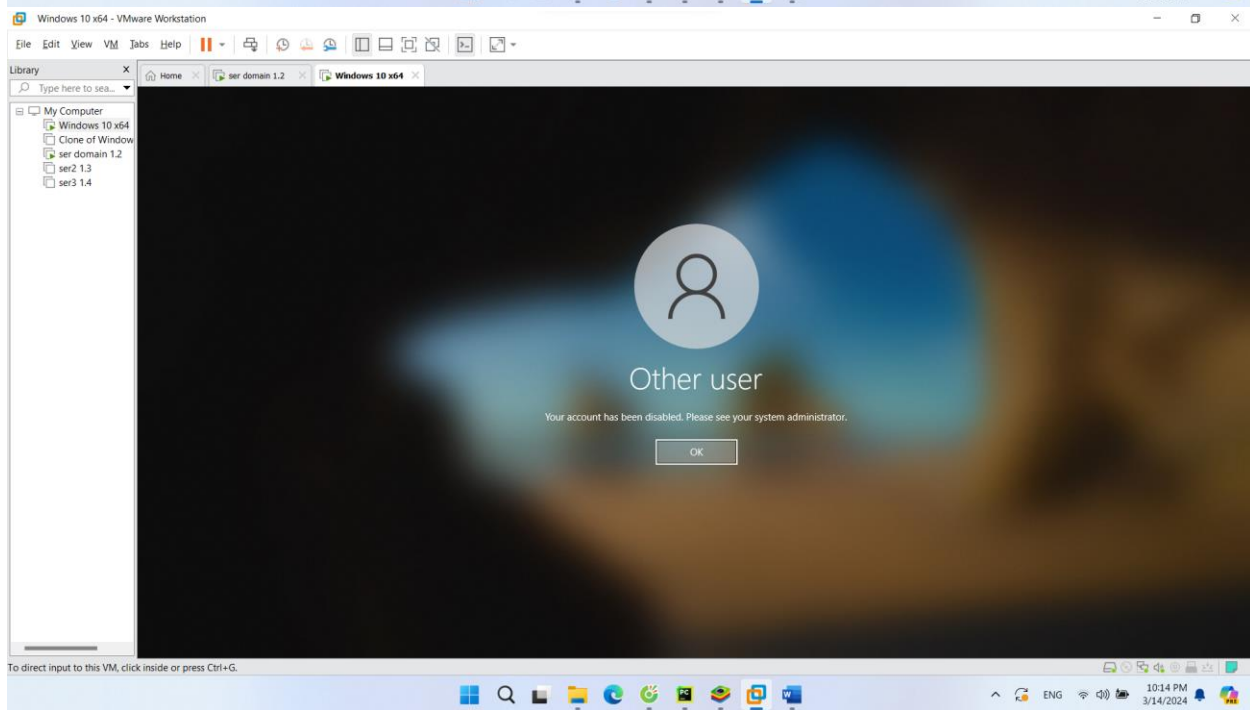 Windows 10 x64 - VMware Workstation
File Edit View VM Tabs Help
Library
Home
ser domain 1.2
Windows 10 x64
Type here to sea...
My Computer
Windows 10 x64
Clone of Window
ser domain 1.2
ser2 1.3
ser3 1.4
Other user
Your account has been disabled. Please see your system administrator.
OK
To direct input to this VM, click inside or press Ctrl+G.
ENG
10:14 PM
3/14/2024